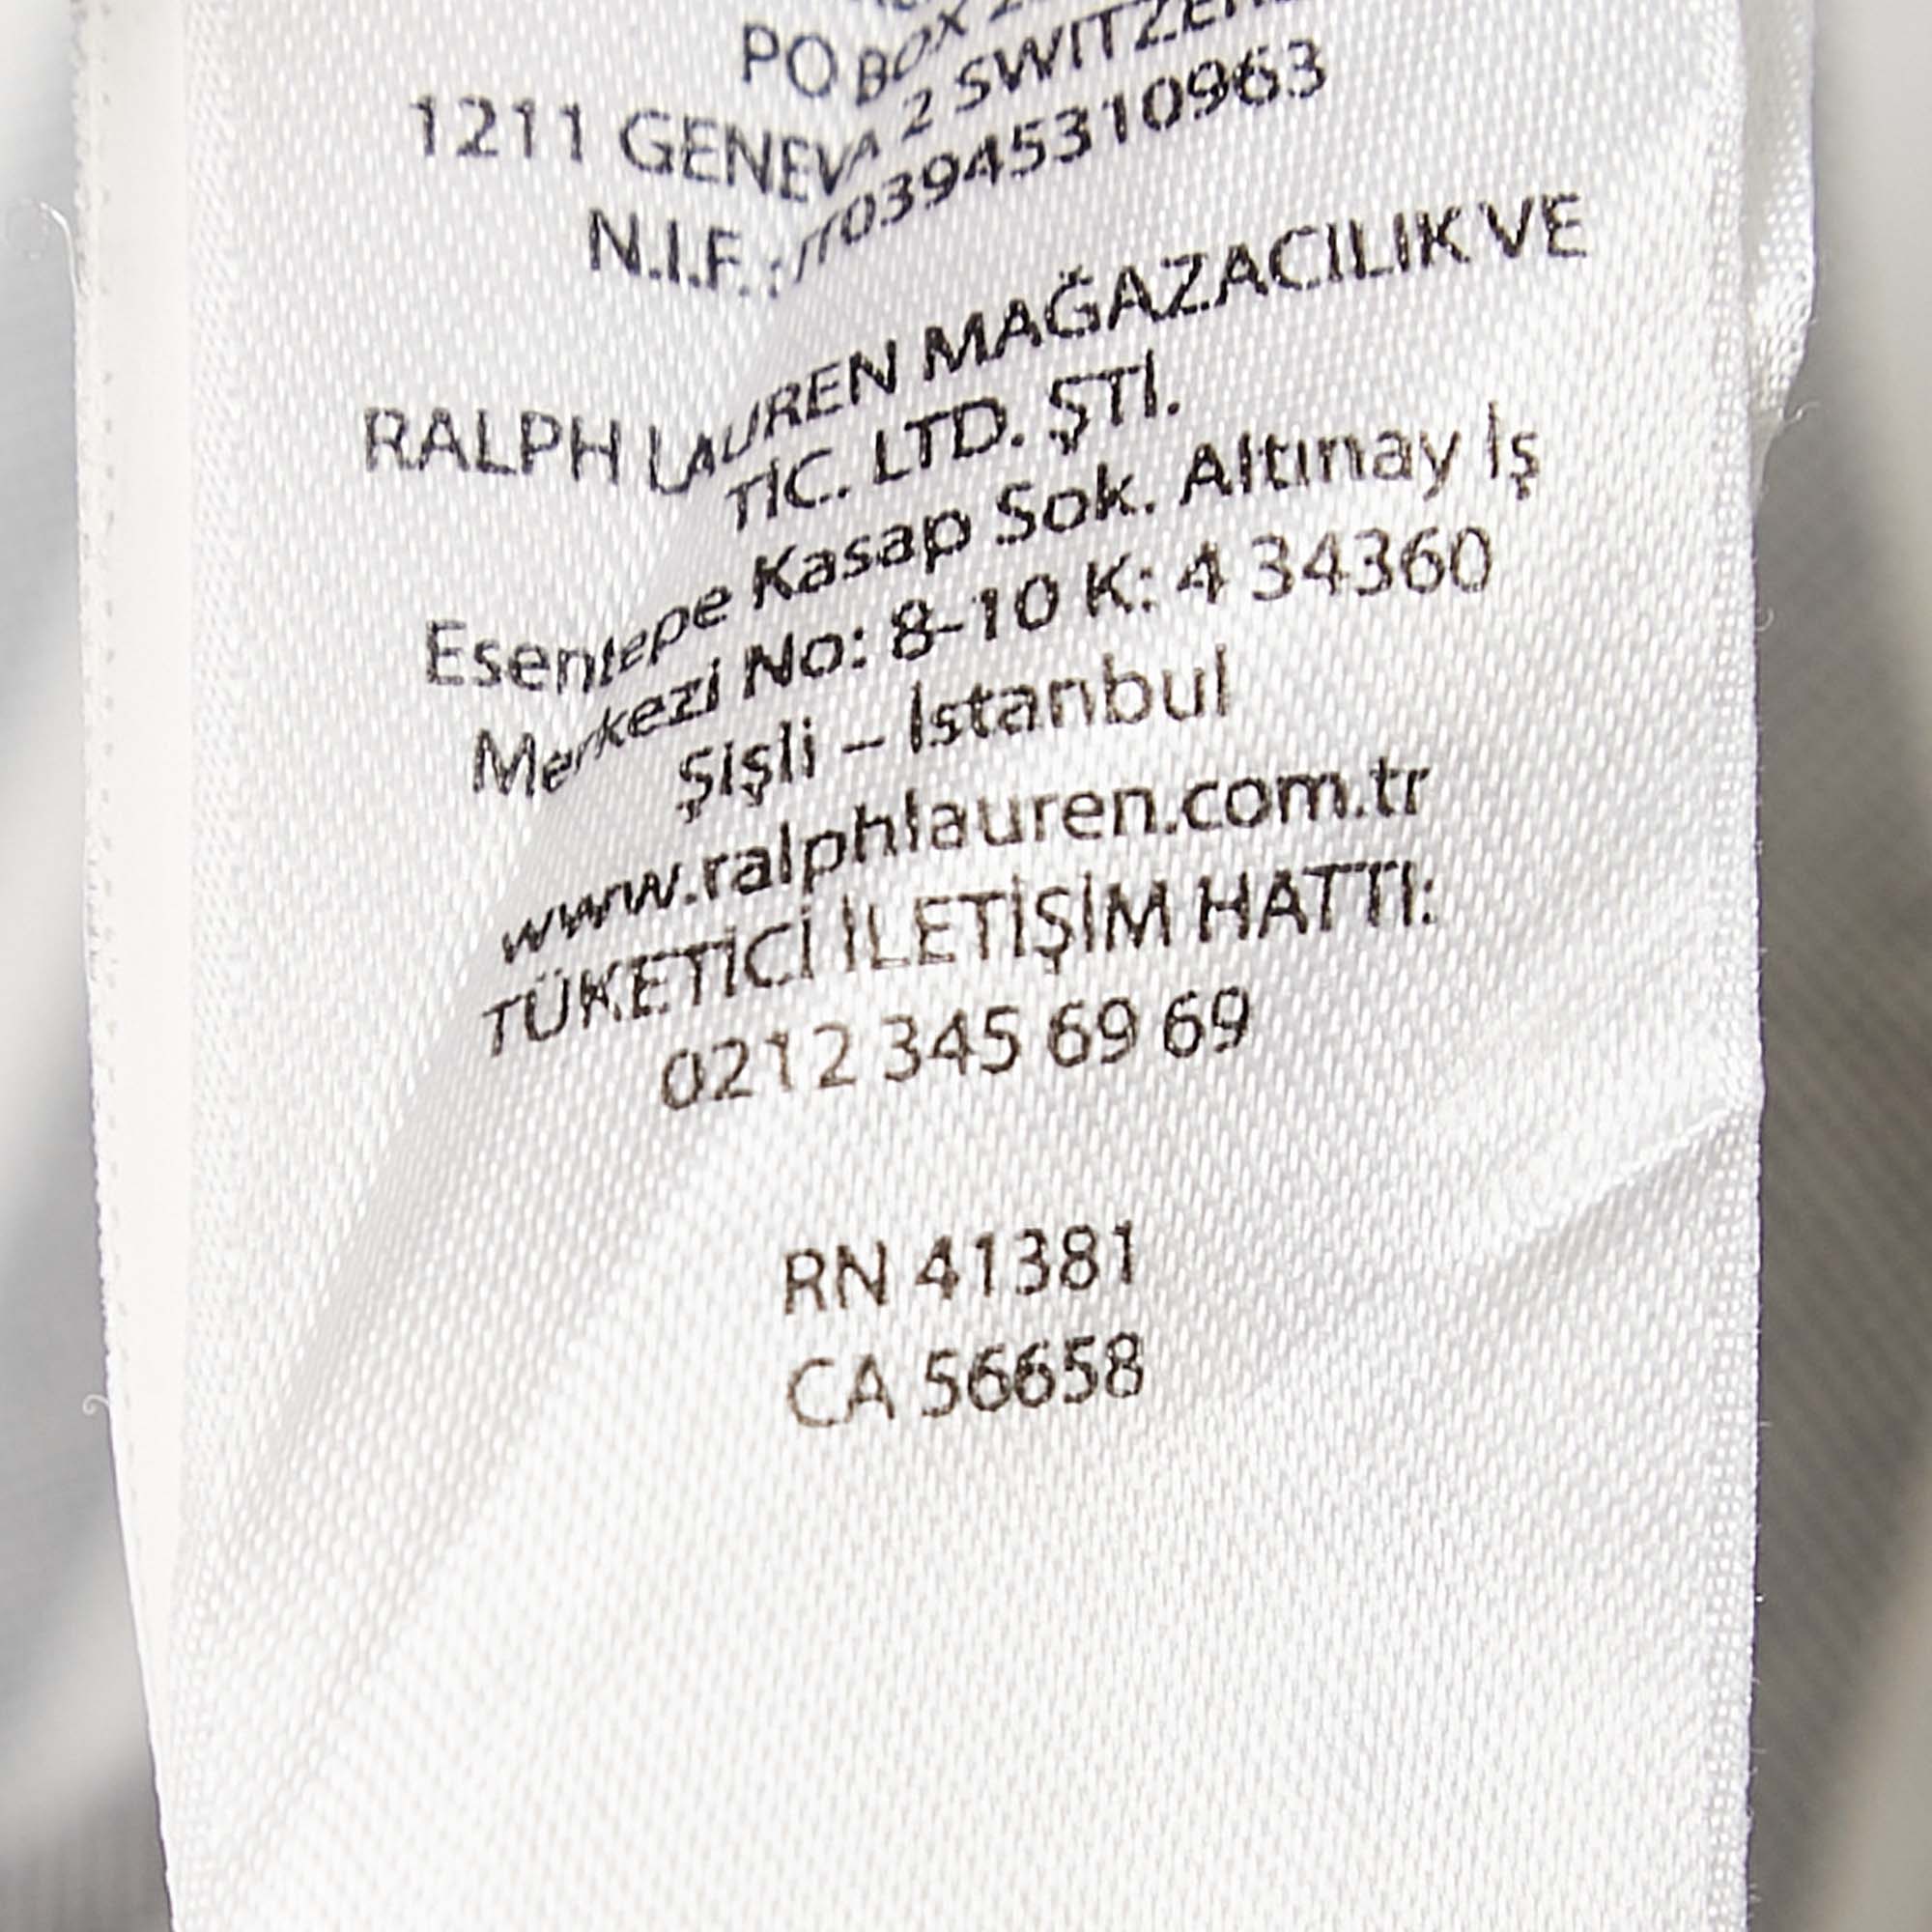 PO BOX
1211 GENEVA 2
N.I.F.: IT03945310963
RALPH LAUREN MAĞAZACILIK VE
TİC. LTD. ŞTİ.
Esentepe Kasap Sok. Altınay İş
Merkezi No: 8-10 K: 4 34360
Şişli – İstanbul
www.ralphlauren.com.tr
TÜKETİCİ İLETİŞİM HATTI:
0212 345 69 69
RN 41381
CA 56658